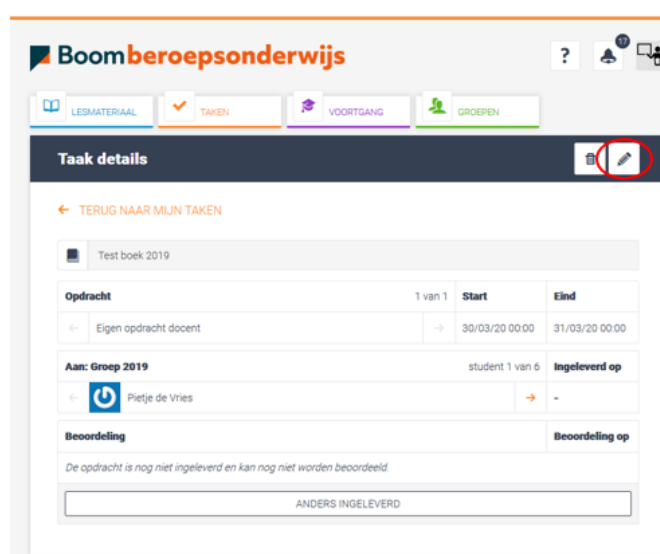 Boom beroepsonderwijs
?
17
LESMATERIAAL TAKEN VOORTGANG GROEPEN
Taak details
← TERUG NAAR MIJN TAKEN
Test boek 2019
Opdracht 1 van 1 Start Eind
← Eigen opdracht docent → 30/03/20 00:00 31/03/20 00:00
Aan: Groep 2019 student 1 van 6 Ingeleverd op
← Pietje de Vries → -
Beoordeling Beoordeling op
De opdracht is nog niet ingeleverd en kan nog niet worden beoordeeld.
ANDERS INGELEVERD